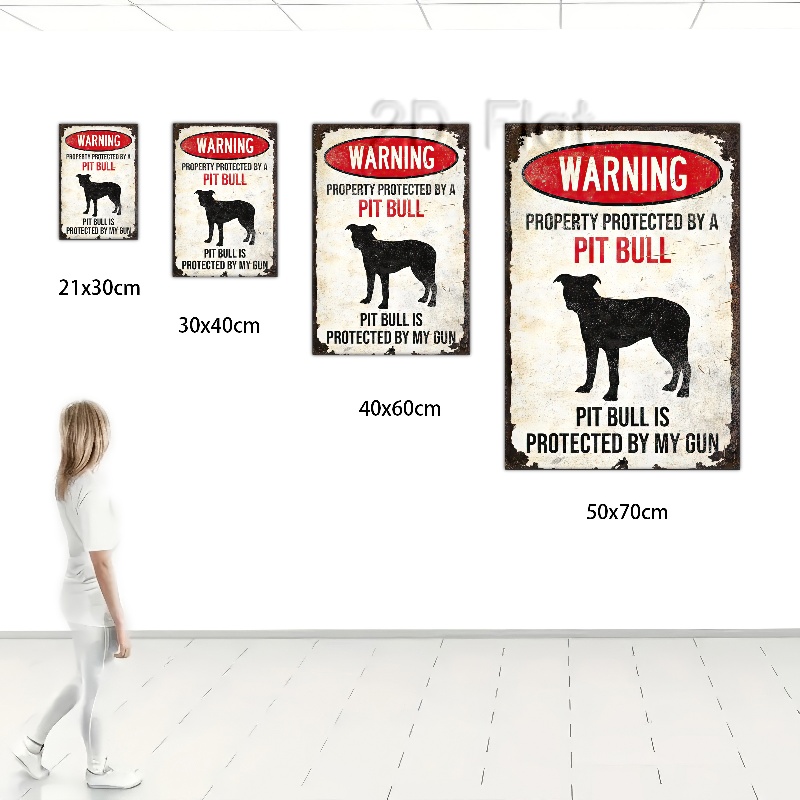 2D Flat
WARNING
PROPERTY PROTECTED BY A
PIT BULL
PIT BULL IS
PROTECTED BY MY GUN
21x30cm
WARNING
PROPERTY PROTECTED BY A
PIT BULL
PIT BULL IS
PROTECTED BY MY GUN
30x40cm
WARNING
PROPERTY PROTECTED BY A
PIT BULL
PIT BULL IS
PROTECTED BY MY GUN
40x60cm
WARNING
PROPERTY PROTECTED BY A
PIT BULL
PIT BULL IS
PROTECTED BY MY GUN
50x70cm